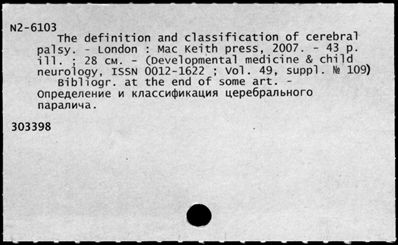 N2-6103
The definition and classification of cerebral
palsy. - London : Mac Keith press, 2007. - 43 p.
ill. ; 28 см. - (Developmental medicine & child
neurology, ISSN 0012-1622 ; Vol. 49, suppl. № 109)
Bibliogr. at the end of some art. -
Определение и классификация церебрального
паралича.
303398